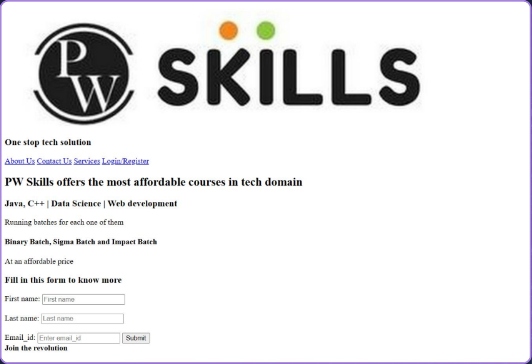 PW SKILLS
One stop tech solution
About Us Contact Us Services Login/Register
PW Skills offers the most affordable courses in tech domain
Java, C++ | Data Science | Web development
Running batches for each one of them
Binary Batch, Sigma Batch and Impact Batch
At an affordable price
Fill in this form to know more
First name: First name
Last name: Last name
Email_id: Enter email_id Submit
Join the revolution